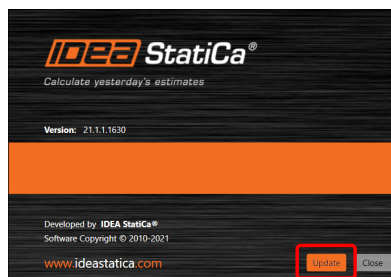 IDEA StatiCa®
Calculate yesterday's estimates
Version: 21.1.1.1630
Developed by IDEA StatiCa®
Software Copyright © 2010-2021
www.ideastatica.com
Update Close